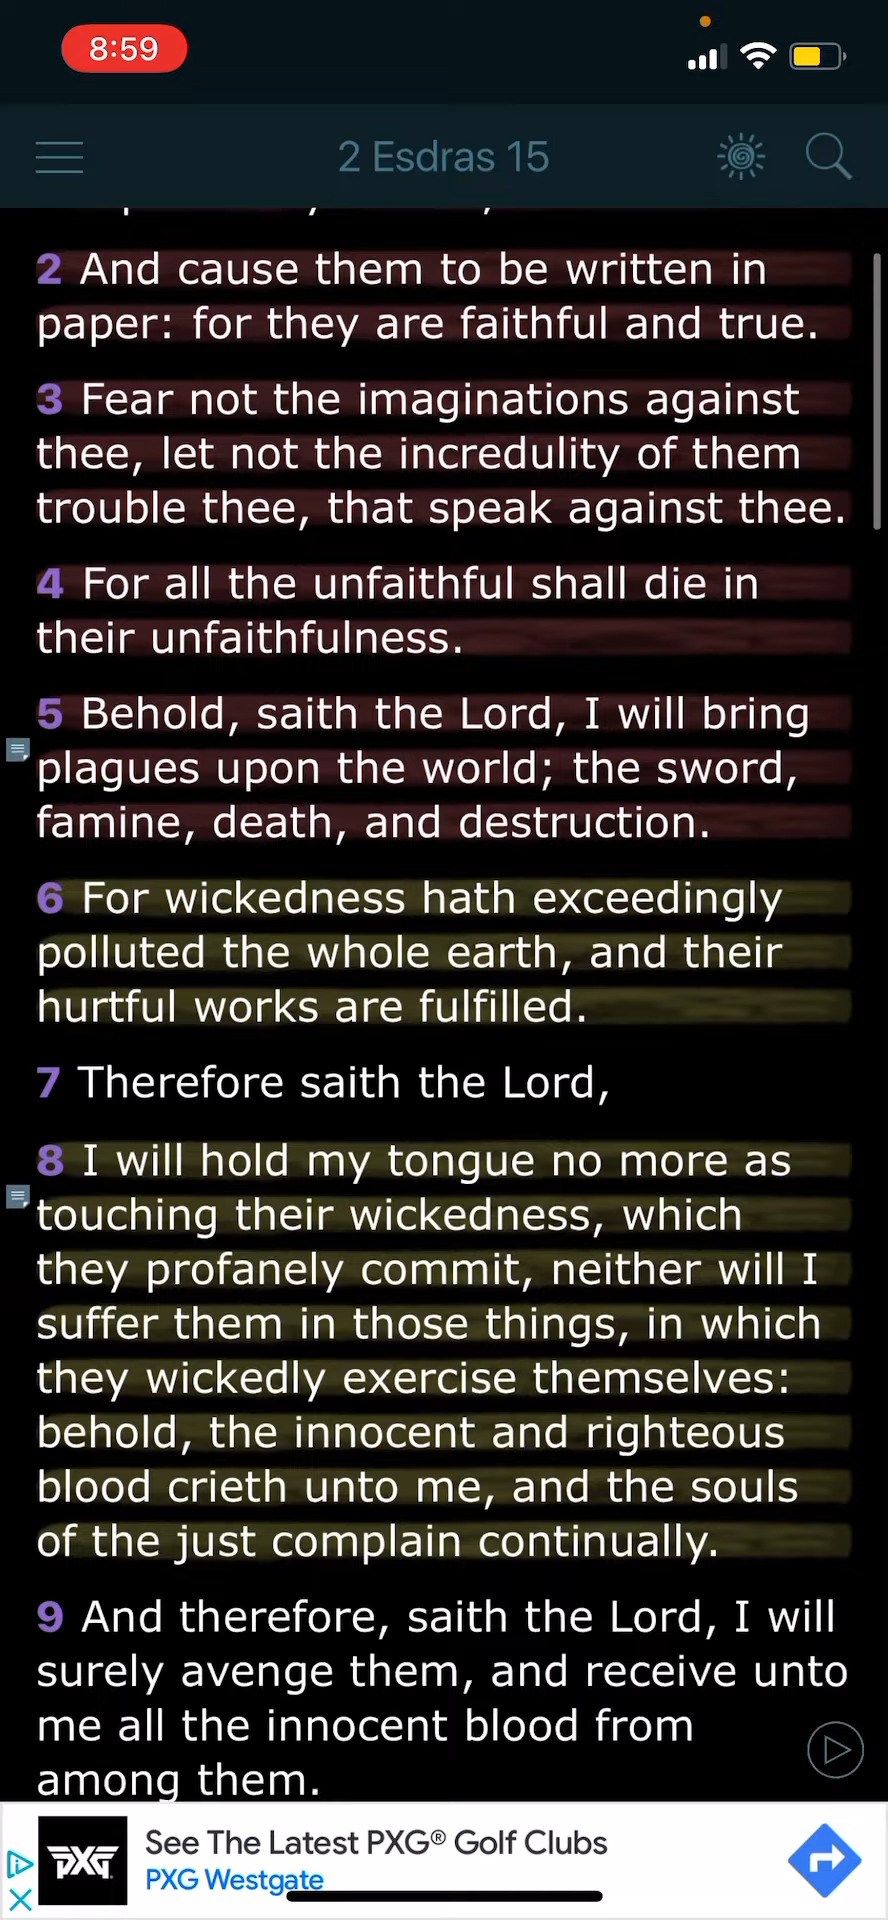 8:59
2 Esdras 15
2 And cause them to be written in
paper: for they are faithful and true.
3 Fear not the imaginations against
thee, let not the incredulity of them
trouble thee, that speak against thee.
4 For all the unfaithful shall die in
their unfaithfulness.
5 Behold, saith the Lord, I will bring
plagues upon the world; the sword,
famine, death, and destruction.
6 For wickedness hath exceedingly
polluted the whole earth, and their
hurtful works are fulfilled.
7 Therefore saith the Lord,
8 I will hold my tongue no more as
touching their wickedness, which
they profanely commit, neither will I
suffer them in those things, in which
they wickedly exercise themselves:
behold, the innocent and righteous
blood crieth unto me, and the souls
of the just complain continually.
9 And therefore, saith the Lord, I will
surely avenge them, and receive unto
me all the innocent blood from
among them.
PXG
See The Latest PXG® Golf Clubs
PXG Westgate